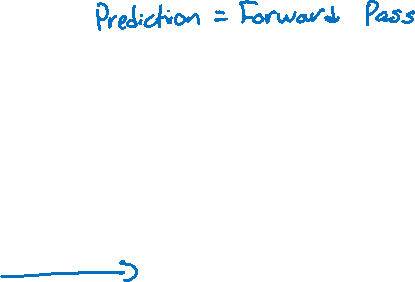 Prediction = Forward Pass